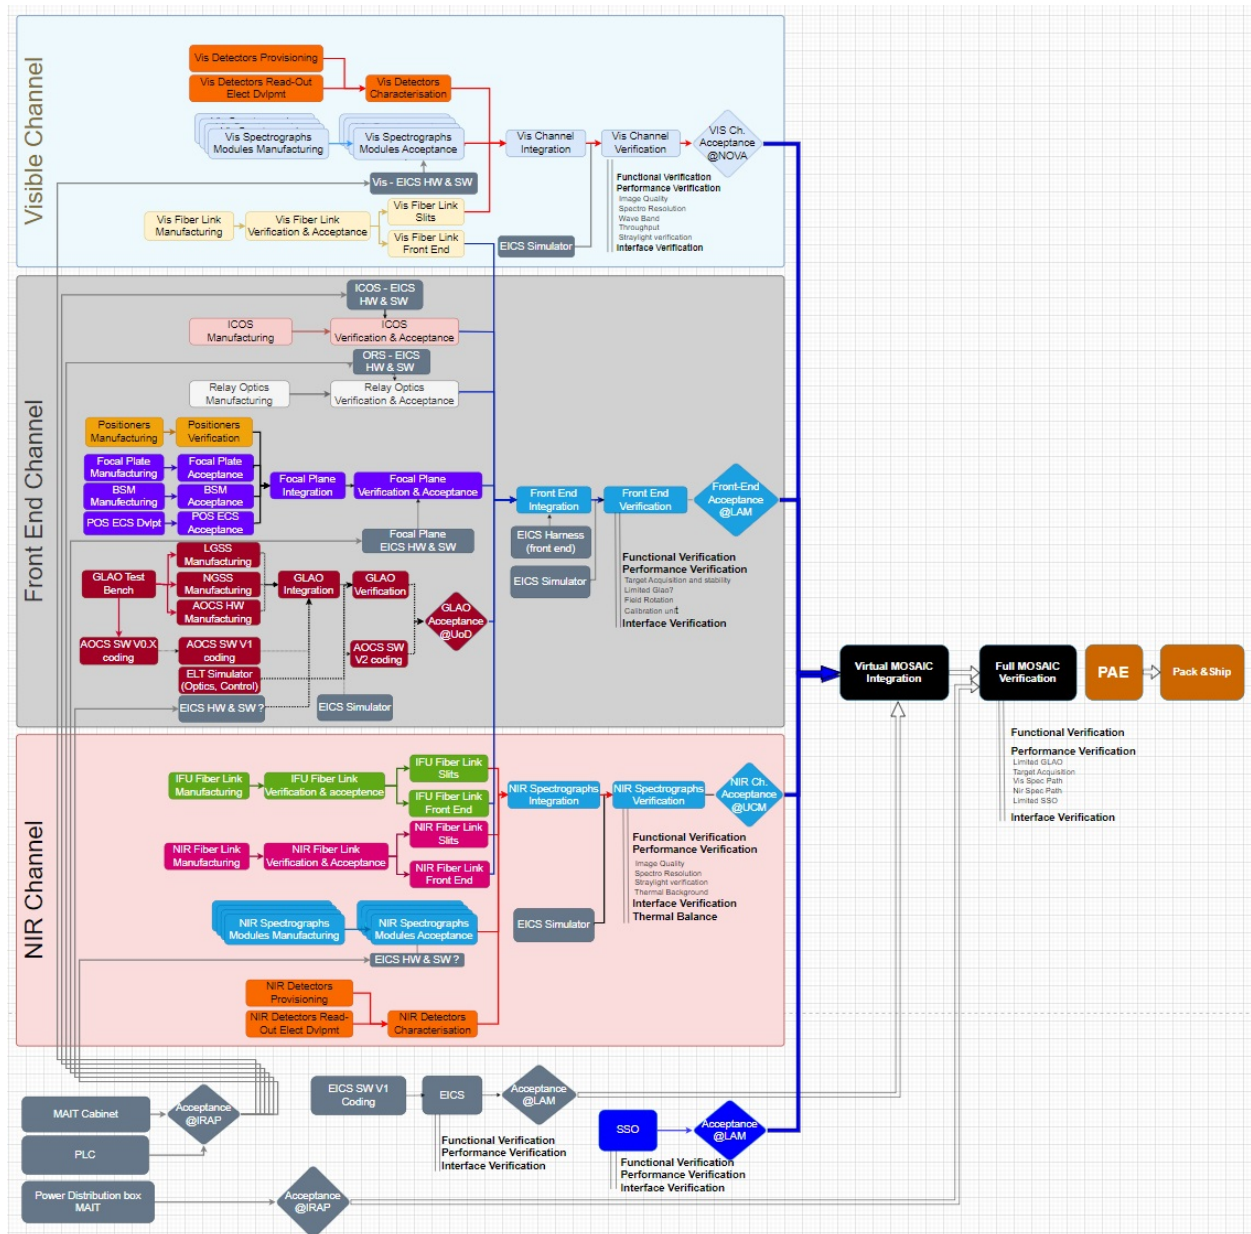 Visible Channel
Vis Detectors Provisioning
Vis Detectors Read-Out
Elect Dvlpmt
Vis Detectors
Characterisation
Vis Spectrographs
Modules Manufacturing
Vis Spectrographs
Modules Acceptance
Vis Channel
Integration
Vis Channel
Verification
VIS Ch.
Acceptance
@NOVA
Vis - EICS HW & SW
Vis Fiber Link
Manufacturing
Vis Fiber Link
Verification & Acceptance
Vis Fiber Link
Slits
Vis Fiber Link
Front End
EICS Simulator
Functional Verification
Performance Verification
Image Quality
Spectro Resolution
Wave Band
Throughput
Straylight verification
Interface Verification
Front End Channel
ICOS - EICS
HW & SW
ICOS
Manufacturing
ICOS
Verification & Acceptance
ORS - EICS
HW & SW
Relay Optics
Manufacturing
Relay Optics
Verification & Acceptance
Positioners
Manufacturing
Positioners
Verification
Focal Plate
Manufacturing
Focal Plate
Acceptance
BSM
Manufacturing
BSM
Acceptance
POS ECS Dvlpt
POS ECS
Acceptance
Focal Plane
Integration
Focal Plane
Verification & Acceptance
Focal Plane
EICS HW & SW
Front End
Integration
Front End
Verification
Front-End
Acceptance
@LAM
EICS Harness
(front end)
EICS Simulator
Functional Verification
Performance Verification
Target Acquisition and stability
Limited Glao?
Field Rotation
Calibration unit
Interface Verification
GLAO Test
Bench
LGSS
Manufacturing
NGSS
Manufacturing
AOCS HW
Manufacturing
GLAO
Integration
GLAO
Verification
GLAO
Acceptance
@UoD
AOCS SW V0.X
coding
AOCS SW V1
coding
AOCS SW
V2 coding
ELT Simulator
(Optics, Control)
EICS HW & SW ?
EICS Simulator
Virtual MOSAIC
Integration
Full MOSAIC
Verification
PAE
Pack & Ship
Functional Verification
Performance Verification
Limited GLAO
Target Acquisition
Vis Spec Path
Nir Spec Path
Limited SSO
Interface Verification
NIR Channel
IFU Fiber Link
Manufacturing
IFU Fiber Link
Verification & acceptence
IFU Fiber Link
Slits
IFU Fiber Link
Front End
NIR Fiber Link
Manufacturing
NIR Fiber Link
Verification & Acceptance
NIR Fiber Link
Slits
NIR Fiber Link
Front End
NIR Spectrographs
Integration
NIR Spectrographs
Verification
NIR Ch.
Acceptance
@UCM
Functional Verification
Performance Verification
Image Quality
Spectro Resolution
Straylight verification
Thermal Background
Interface Verification
Thermal Balance
NIR Spectrographs
Modules Manufacturing
NIR Spectrographs
Modules Acceptance
EICS HW & SW ?
EICS Simulator
NIR Detectors
Provisioning
NIR Detectors Read-
Out Elect Dvlpmt
NIR Detectors
Characterisation
MAIT Cabinet
PLC
Acceptance
@IRAP
Power Distribution box
MAIT
Acceptance
@IRAP
EICS SW V1
Coding
EICS
Acceptance
@LAM
Functional Verification
Performance Verification
Interface Verification
SSO
Acceptance
@LAM
Functional Verification
Performance Verification
Interface Verification